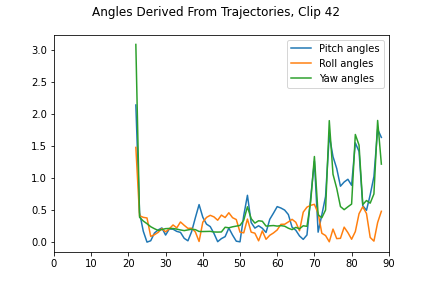 Angles Derived From Trajectories, Clip 42
Pitch angles
Roll angles
Yaw angles
3.0
2.5
2.0
1.5
1.0
0.5
0.0
0 10 20 30 40 50 60 70 80 90